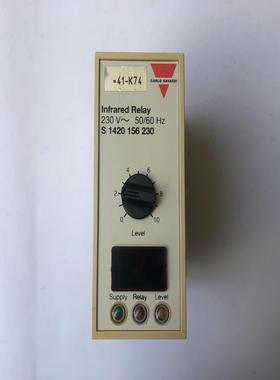 *41-K74
CARLO GAVAZZI
Infrared Relay
230 V~ 50/60 Hz
S 1420 156 230
4 6
2 8
0 10
Level
Supply Relay Level